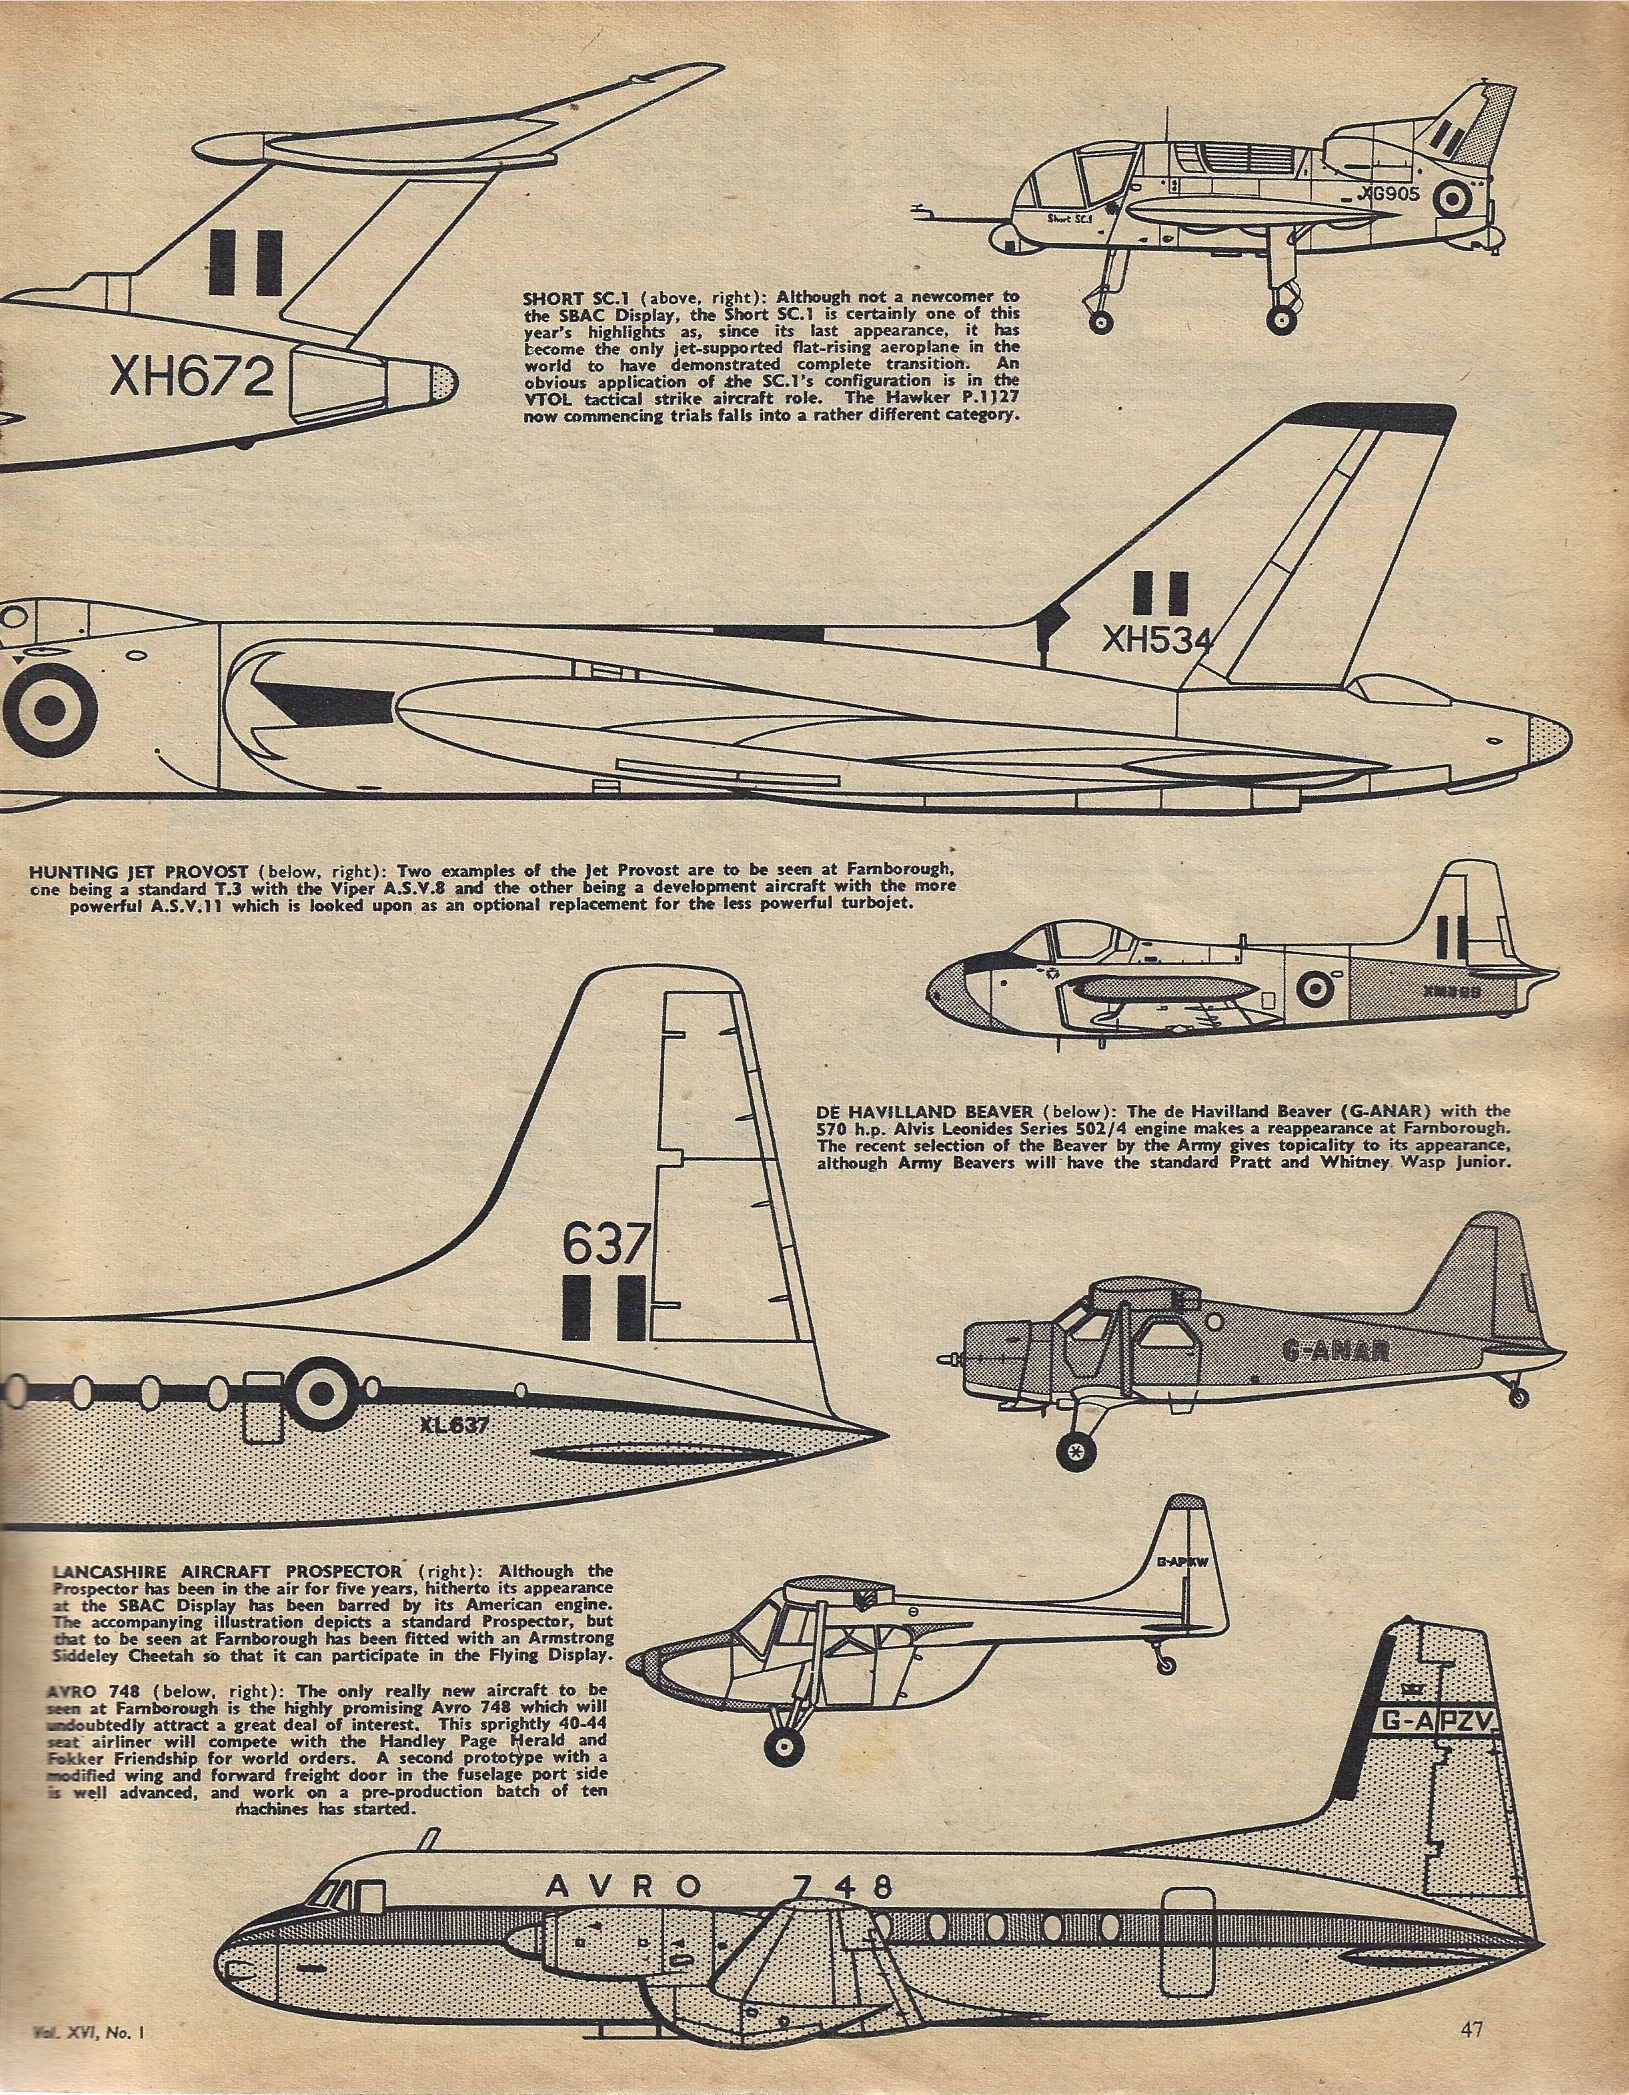 XH672
Short SC.1
XG905
SHORT SC.1 (above, right): Although not a newcomer to
the SBAC Display, the Short SC.1 is certainly one of this
year's highlights as, since its last appearance, it has
become the only jet-supported flat-rising aeroplane in the
world to have demonstrated complete transition. An
obvious application of the SC.1's configuration is in the
VTOL tactical strike aircraft role. The Hawker P.1127
now commencing trials falls into a rather different category.
XH534
HUNTING JET PROVOST (below, right): Two examples of the Jet Provost are to be seen at Farnborough,
one being a standard T.3 with the Viper A.S.V.8 and the other being a development aircraft with the more
powerful A.S.V.11 which is looked upon as an optional replacement for the less powerful turbojet.
DE HAVILLAND BEAVER (below): The de Havilland Beaver (G-ANAR) with the
570 h.p. Alvis Leonides Series 502/4 engine makes a reappearance at Farnborough.
The recent selection of the Beaver by the Army gives topicality to its appearance,
although Army Beavers will have the standard Pratt and Whitney Wasp Junior.
637
XL637
G-ANAR
LANCASHIRE AIRCRAFT PROSPECTOR (right): Although the
Prospector has been in the air for five years, hitherto its appearance
at the SBAC Display has been barred by its American engine.
The accompanying illustration depicts a standard Prospector, but
that to be seen at Farnborough has been fitted with an Armstrong
Siddeley Cheetah so that it can participate in the Flying Display.
G-APXW
AVRO 748 (below, right): The only really new aircraft to be
seen at Farnborough is the highly promising Avro 748 which will
undoubtedly attract a great deal of interest. This sprightly 40-44
seat airliner will compete with the Handley Page Herald and
Fokker Friendship for world orders. A second prototype with a
modified wing and forward freight door in the fuselage port side
is well advanced, and work on a pre-production batch of ten
machines has started.
G-APZV
AVRO 748
Vol. XVI, No. 1
47